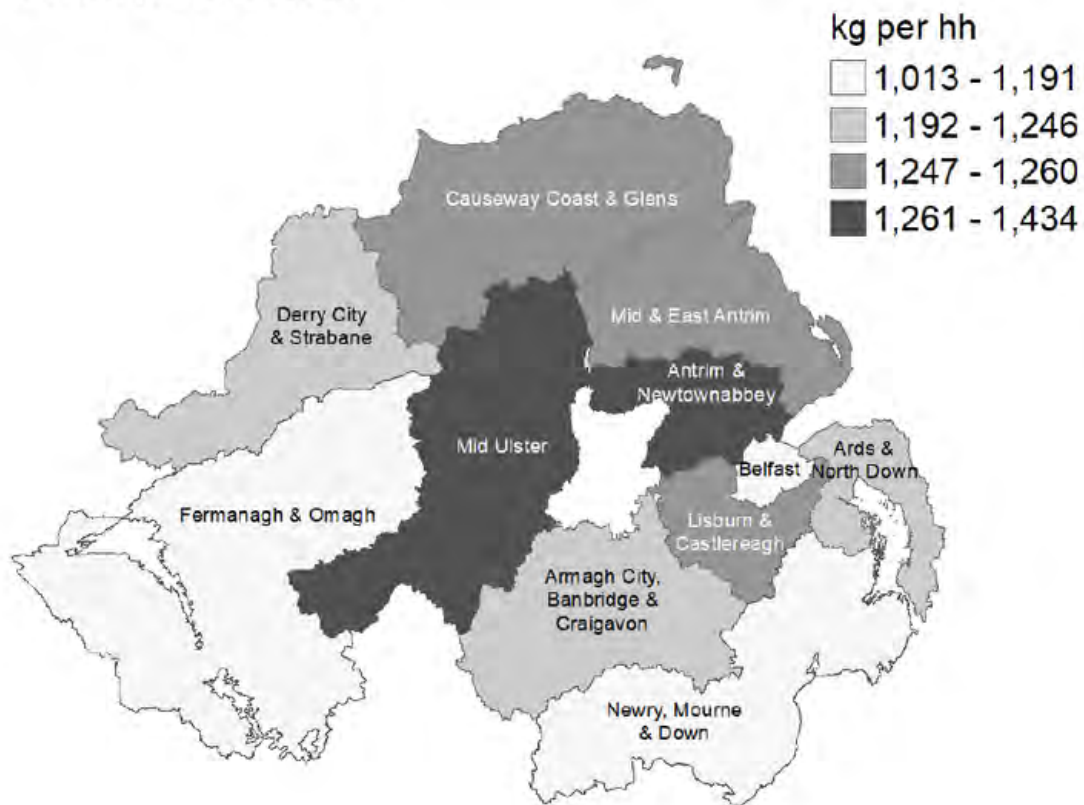 kg per hh
1,013 - 1,191
1,192 - 1,246
1,247 - 1,260
1,261 - 1,434
Causeway Coast & Glens
Derry City
& Strabane
Mid & East Antrim
Antrim &
Newtownabbey
Mid Ulster
Belfast
Ards &
North Down
Fermanagh & Omagh
Lisburn &
Castlereagh
Armagh City,
Banbridge &
Craigavon
Newry, Mourne
& Down